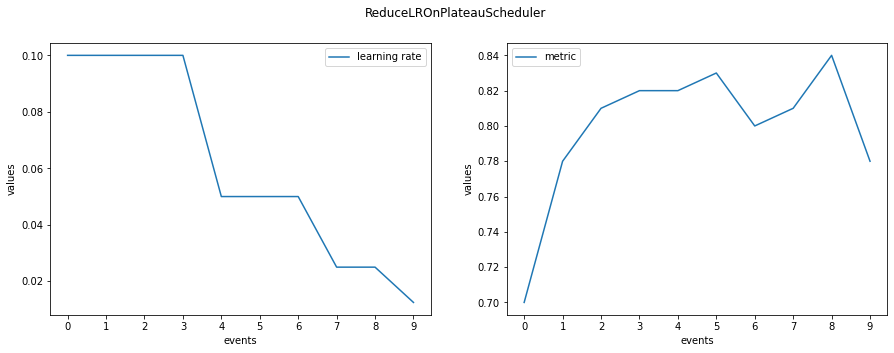 ReduceLROnPlateauScheduler
learning rate
values
0.10
0.08
0.06
0.04
0.02
0 1 2 3 4 5 6 7 8 9
events
metric
values
0.84
0.82
0.80
0.78
0.76
0.74
0.72
0.70
0 1 2 3 4 5 6 7 8 9
events